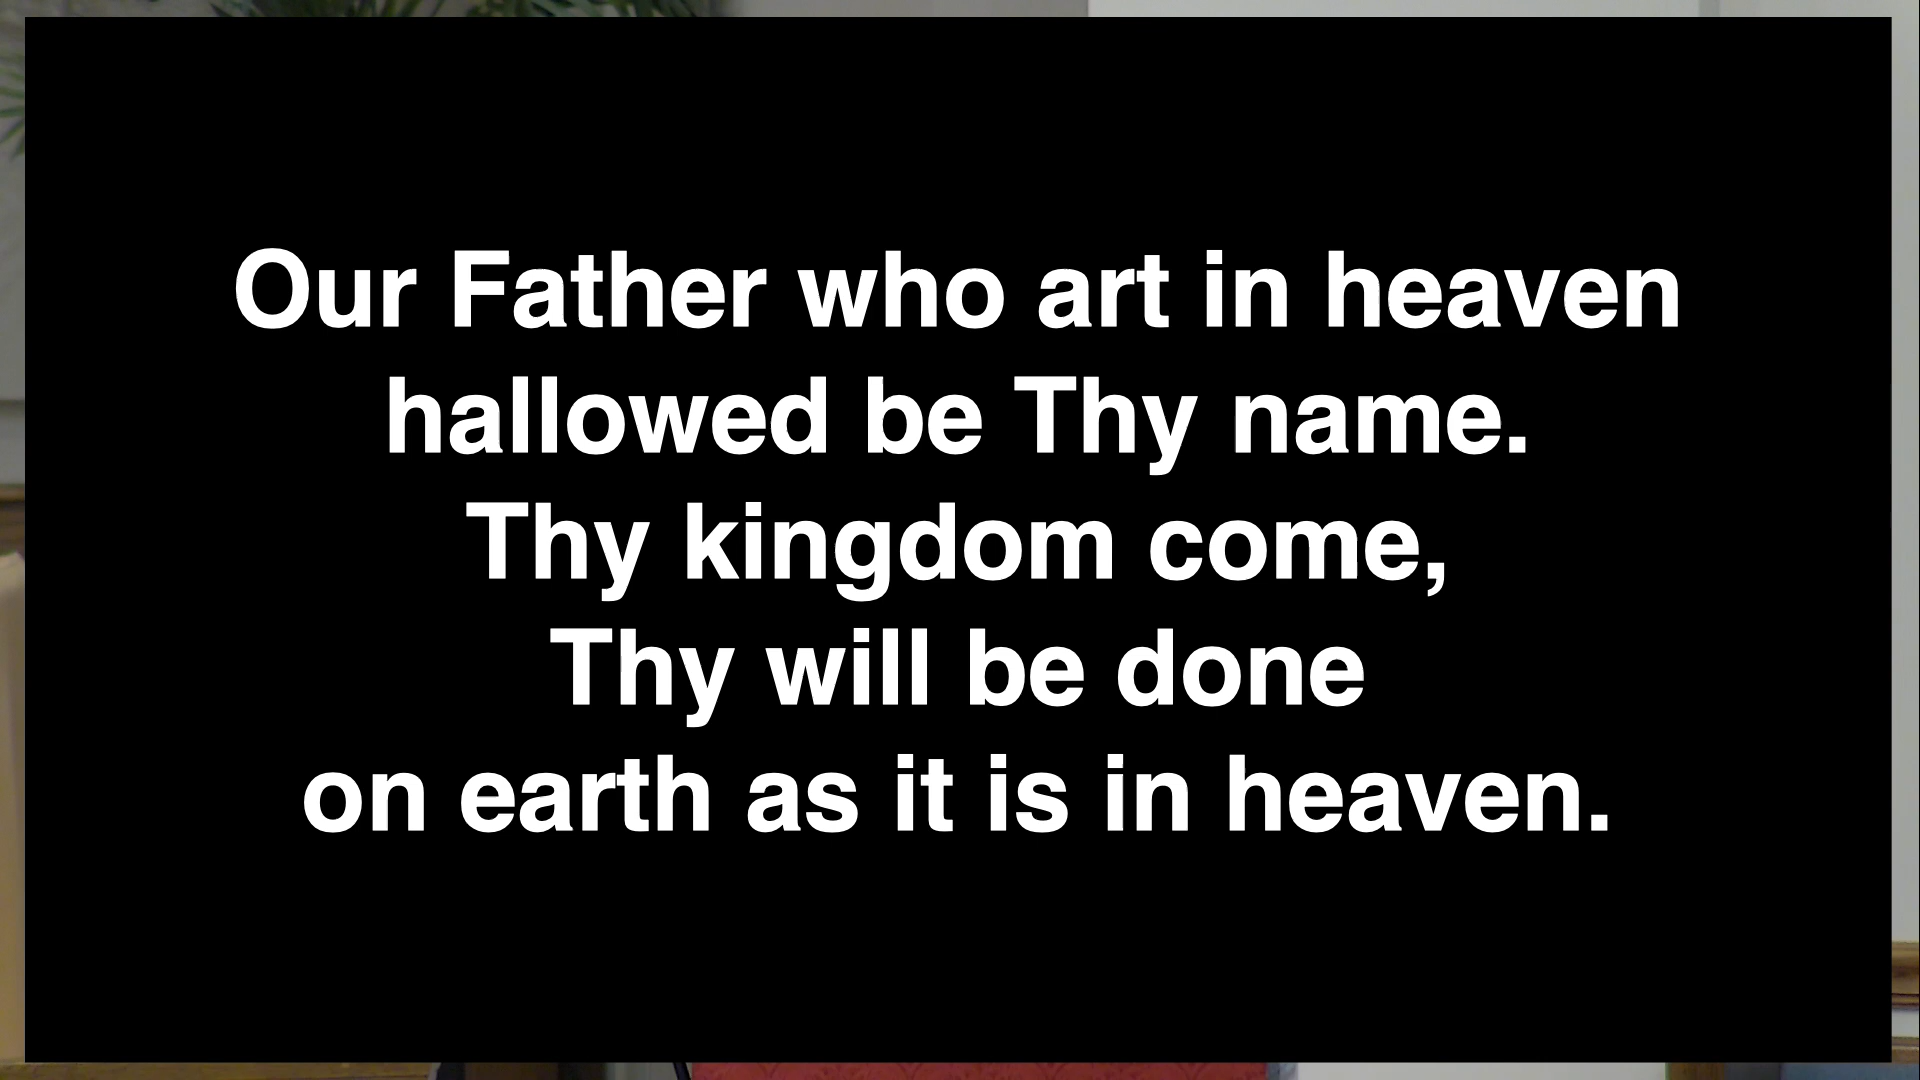 Our Father who art in heaven
hallowed be Thy name.
Thy kingdom come,
Thy will be done
on earth as it is in heaven.